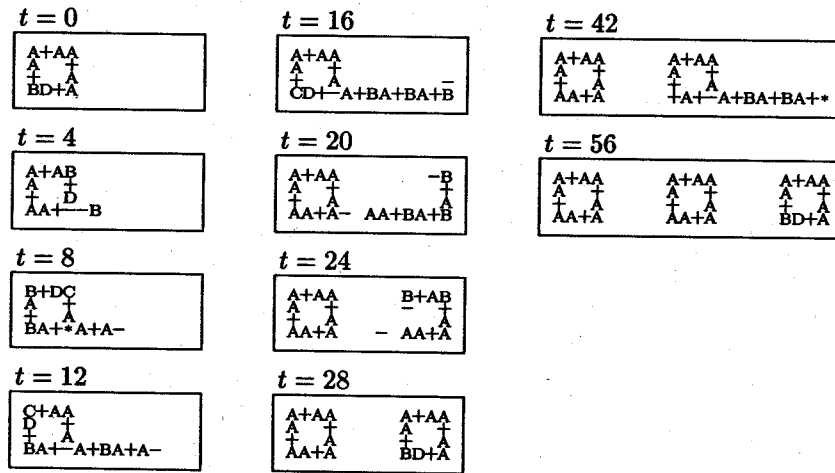 t = 0
A+AA
A +
+ A
BD+A
t = 4
A+AB
A +
+ D
AA+−−B
t = 8
B+DC
A +
+ A
BA+*A+A−
t = 12
C+AA
D +
+ A
BA+−A+BA+A−
t = 16
A+AA
A +
+ A −
CD+−A+BA+BA+B
t = 20
A+AA −B
A + +
+ A A
AA+A− AA+BA+B
t = 24
A+AA B+AB
A + − +
+ A A
AA+A − AA+A
t = 28
A+AA A+AA
A + A +
+ A + A
AA+A BD+A
t = 42
A+AA A+AA
A + A +
+ A + A
AA+A +A+−A+BA+BA+*
t = 56
A+AA A+AA A+AA
A + A + A +
+ A + A + A
AA+A AA+A BD+A